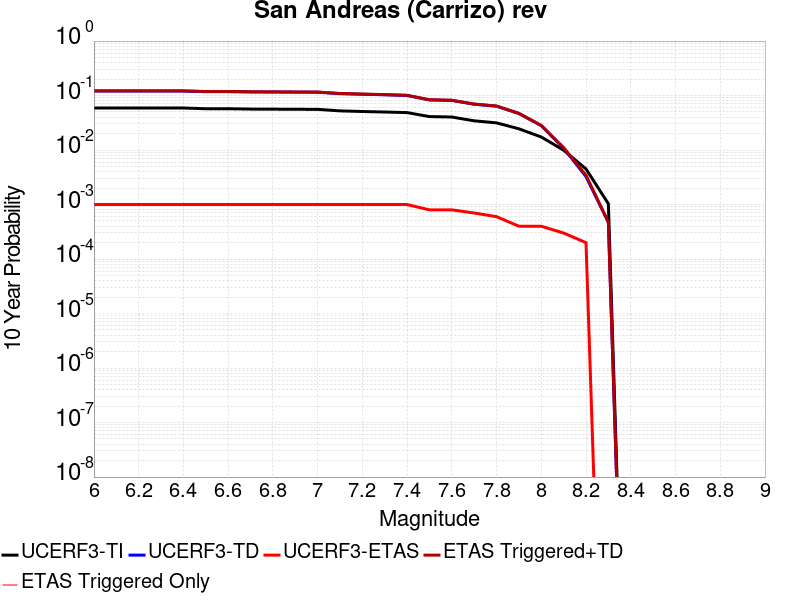 San Andreas (Carrizo) rev
10^0
10^-1
10^-2
10^-3
10^-4
10^-5
10^-6
10^-7
10^-8
10 Year Probability
6 6.2 6.4 6.6 6.8 7 7.2 7.4 7.6 7.8 8 8.2 8.4 8.6 8.8 9
Magnitude
UCERF3-TI UCERF3-TD UCERF3-ETAS ETAS Triggered+TD
ETAS Triggered Only